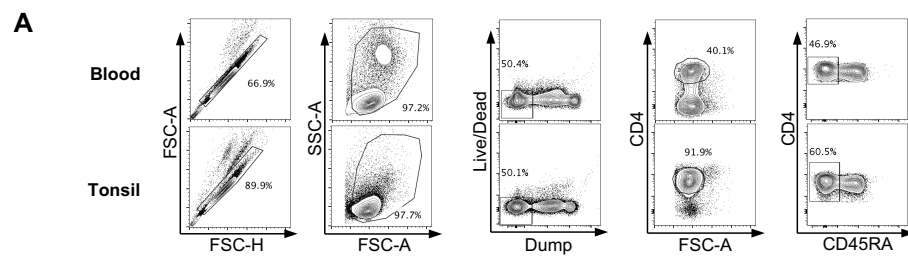 A
Blood
Tonsil
FSC-A
66.9%
89.9%
FSC-H
SSC-A
97.2%
97.7%
FSC-A
Live/Dead
50.4%
50.1%
Dump
CD4
40.1%
91.9%
FSC-A
CD4
46.9%
60.5%
CD45RA